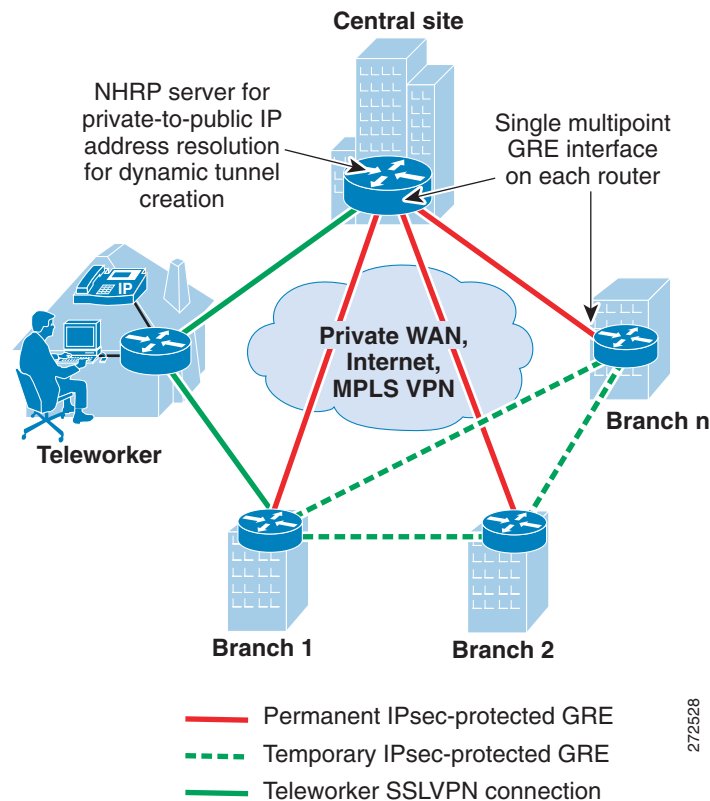 Central site
NHRP server for
private-to-public IP
address resolution
for dynamic tunnel
creation
Single multipoint
GRE interface
on each router
IP
Private WAN,
Internet,
MPLS VPN
Teleworker
Branch n
Branch 1
Branch 2
Permanent IPsec-protected GRE
Temporary IPsec-protected GRE
Teleworker SSLVPN connection
272528